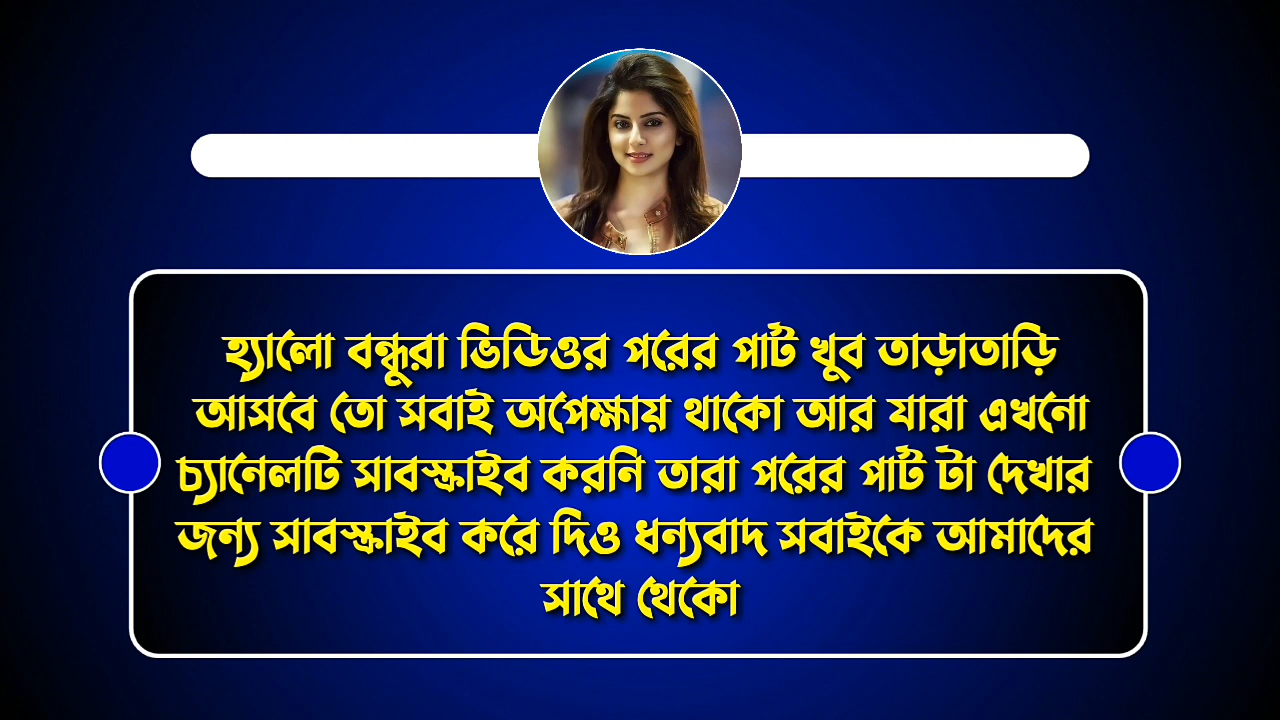 হ্যালো বন্ধুরা ভিডিওর পরের পার্ট খুব তাড়াতাড়ি
আসবে তো সবাই অপেক্ষায় থাকো আর যারা এখনো
চ্যানেলটি সাবস্ক্রাইব করনি তারা পরের পার্ট টা দেখার
জন্য সাবস্ক্রাইব করে দিও ধন্যবাদ সবাইকে আমাদের
সাথে থেকো